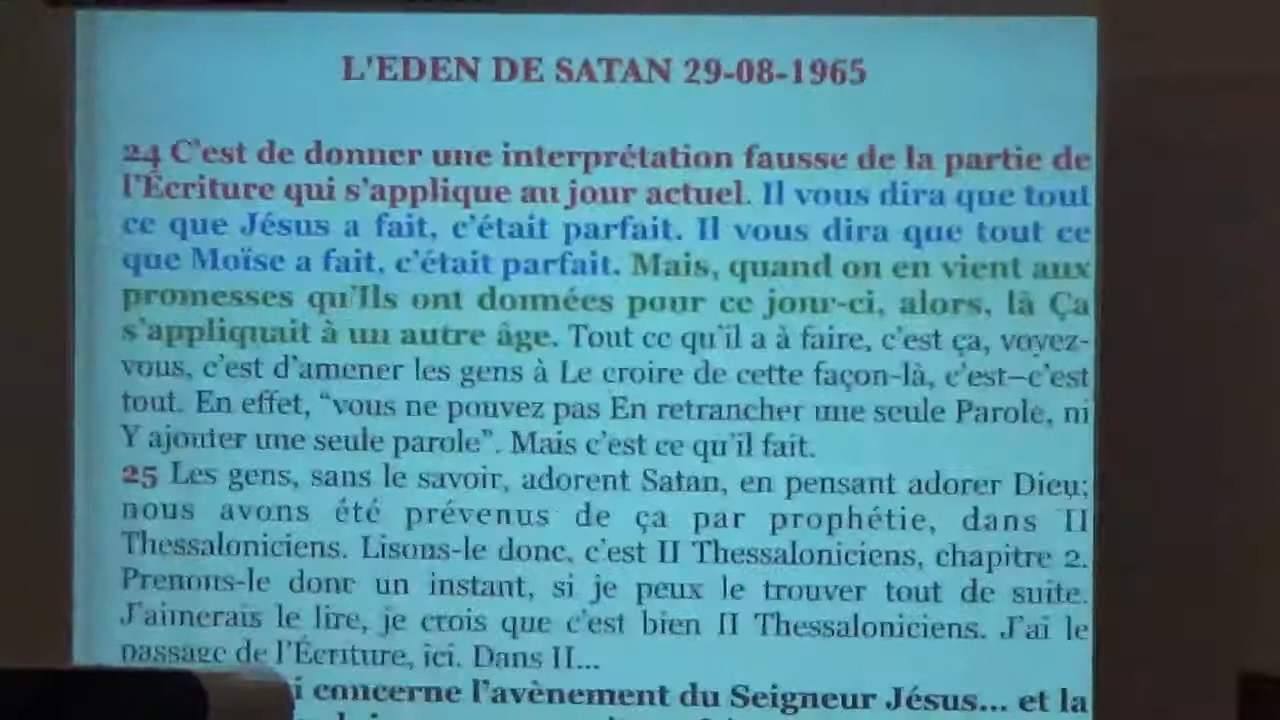 L'EDEN DE SATAN 29-08-1965
24 C'est de donner une interprétation fausse de la partie de
l'Écriture qui s'applique au jour actuel. Il vous dira que tout
ce que Jésus a fait, c'était parfait. Il vous dira que tout ce
que Moïse a fait, c'était parfait. Mais, quand on en vient aux
promesses qu'Ils ont données pour ce jour-ci, alors, là Ça
s'appliquait à un autre âge. Tout ce qu'il a à faire, c'est ça, voyez-
vous, c'est d'amener les gens à Le croire de cette façon-là, c'est–c'est
tout. En effet, “vous ne pouvez pas En retrancher une seule Parole, ni
Y ajouter une seule parole”. Mais c'est ce qu'il fait.
25 Les gens, sans le savoir, adorent Satan, en pensant adorer Dieu;
nous avons été prévenus de ça par prophétie, dans II
Thessaloniciens. Lisons-le donc, c'est II Thessaloniciens, chapitre 2.
Prenons-le donc un instant, si je peux le trouver tout de suite.
J'aimerais le lire, je crois que c'est bien II Thessaloniciens. J'ai le
passage de l'Écriture, ici. Dans II...
i concerne l'avènement du Seigneur Jésus... et la